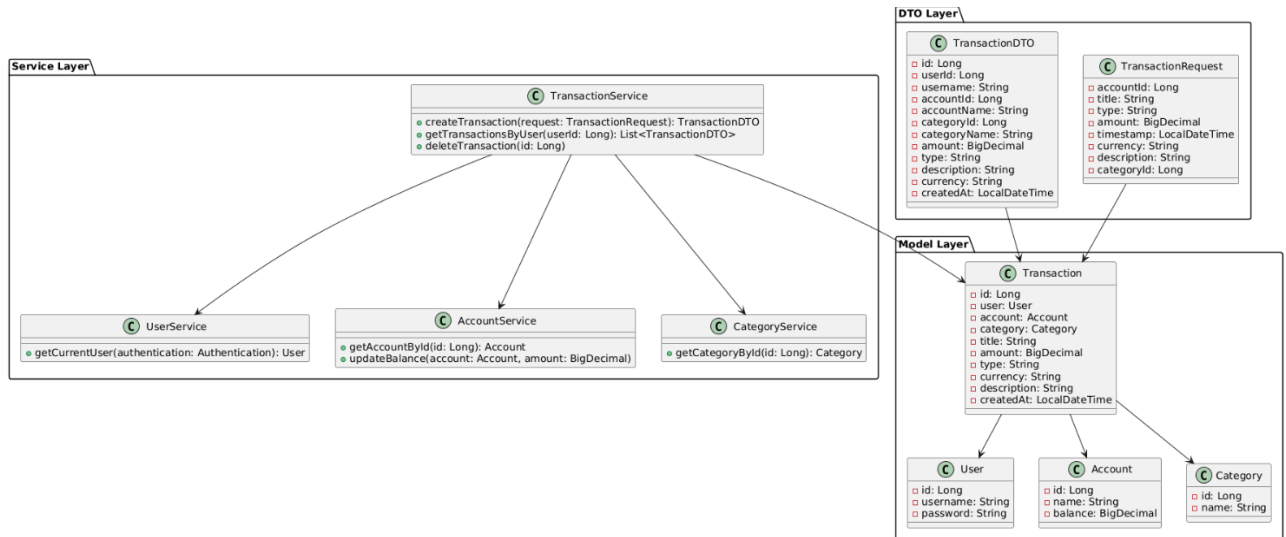 Service Layer
C TransactionService
createTransaction(request: TransactionRequest): TransactionDTO
getTransactionsByUser(userId: Long): List<TransactionDTO>
deleteTransaction(id: Long)
C UserService
getCurrentUser(authentication: Authentication): User
C AccountService
getAccountById(id: Long): Account
updateBalance(account: Account, amount: BigDecimal)
C CategoryService
getCategoryById(id: Long): Category
DTO Layer
C TransactionDTO
id: Long
userId: Long
username: String
accountId: Long
accountName: String
categoryId: Long
categoryName: String
amount: BigDecimal
type: String
description: String
currency: String
createdAt: LocalDateTime
C TransactionRequest
accountId: Long
title: String
type: String
amount: BigDecimal
timestamp: LocalDateTime
currency: String
description: String
categoryId: Long
Model Layer
C Transaction
id: Long
user: User
account: Account
category: Category
title: String
amount: BigDecimal
type: String
currency: String
description: String
createdAt: LocalDateTime
C User
id: Long
username: String
password: String
C Account
id: Long
name: String
balance: BigDecimal
C Category
id: Long
name: String